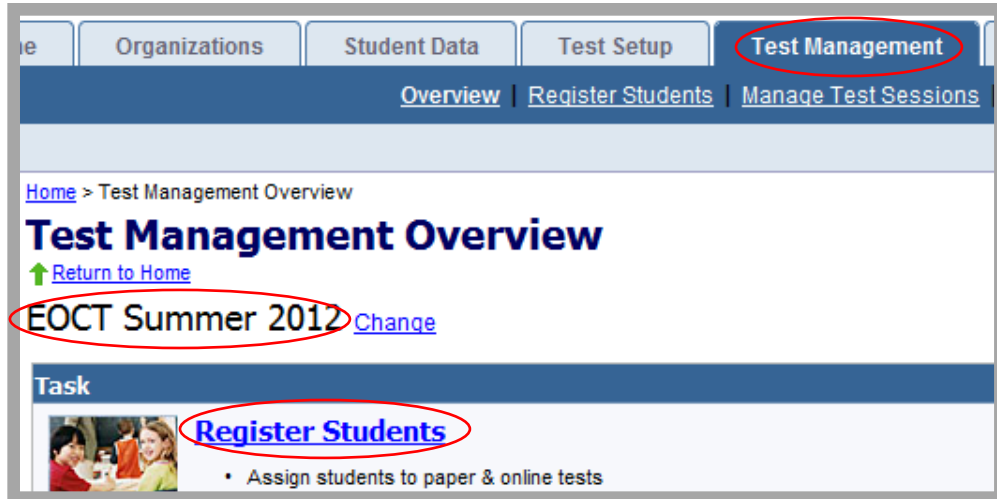 e Organizations Student Data Test Setup Test Management
Overview | Register Students | Manage Test Sessions |
Home > Test Management Overview
Test Management Overview
Return to Home
EOCT Summer 2012 Change
Task
Register Students
• Assign students to paper & online tests